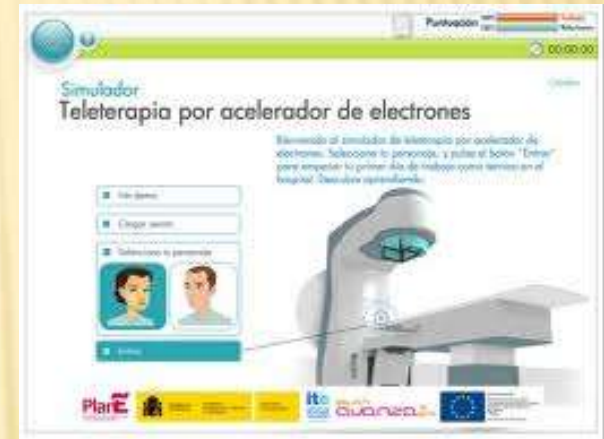 Puntuación
00:00:00
Simulador
Teleterapia por acelerador de electrones
Bienvenido al simulador de teleterapia por acelerador de
electrones. Selecciona tu personaje, y pulsa el botón "Entrar"
para empezar tu primer día de trabajo como técnico en el
hospital. Descubre aprendiendo.
Ver demo
Cargar sesión
Selecciona tu personaje
Entrar
PlanE
ite
avanza